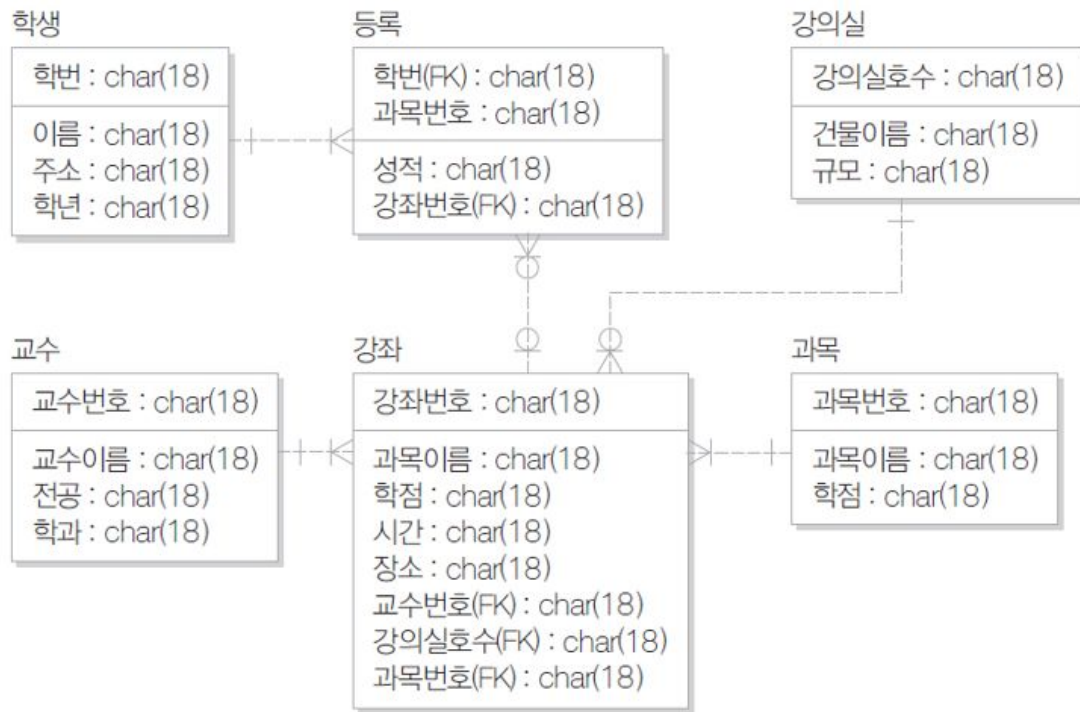 학생
학번 : char(18)
이름 : char(18)
주소 : char(18)
학년 : char(18)
등록
학번(FK) : char(18)
과목번호 : char(18)
성적 : char(18)
강좌번호(FK) : char(18)
강의실
강의실호수 : char(18)
건물이름 : char(18)
규모 : char(18)
교수
교수번호 : char(18)
교수이름 : char(18)
전공 : char(18)
학과 : char(18)
강좌
강좌번호 : char(18)
과목이름 : char(18)
학점 : char(18)
시간 : char(18)
장소 : char(18)
교수번호(FK) : char(18)
강의실호수(FK) : char(18)
과목번호(FK) : char(18)
과목
과목번호 : char(18)
과목이름 : char(18)
학점 : char(18)